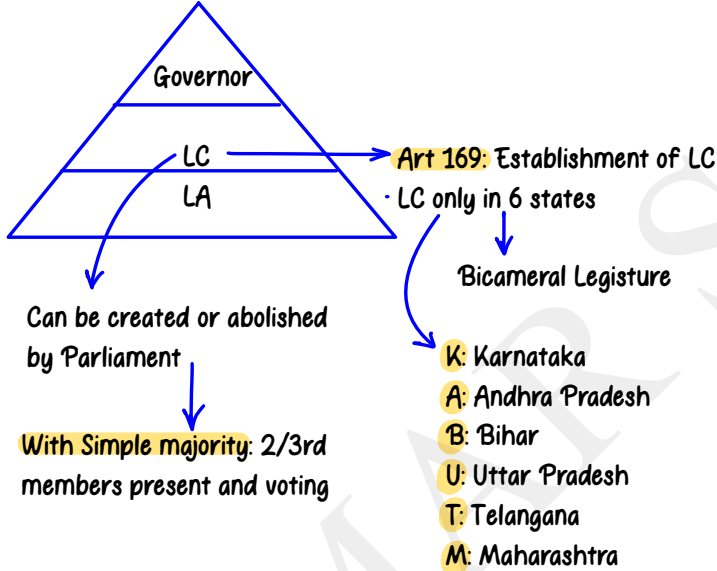 Governor
LC
LA
Art 169: Establishment of LC
· LC only in 6 states
Bicameral Legisture
Can be created or abolished
by Parliament
With Simple majority: 2/3rd
members present and voting
K: Karnataka
A: Andhra Pradesh
B: Bihar
U: Uttar Pradesh
T: Telangana
M: Maharashtra